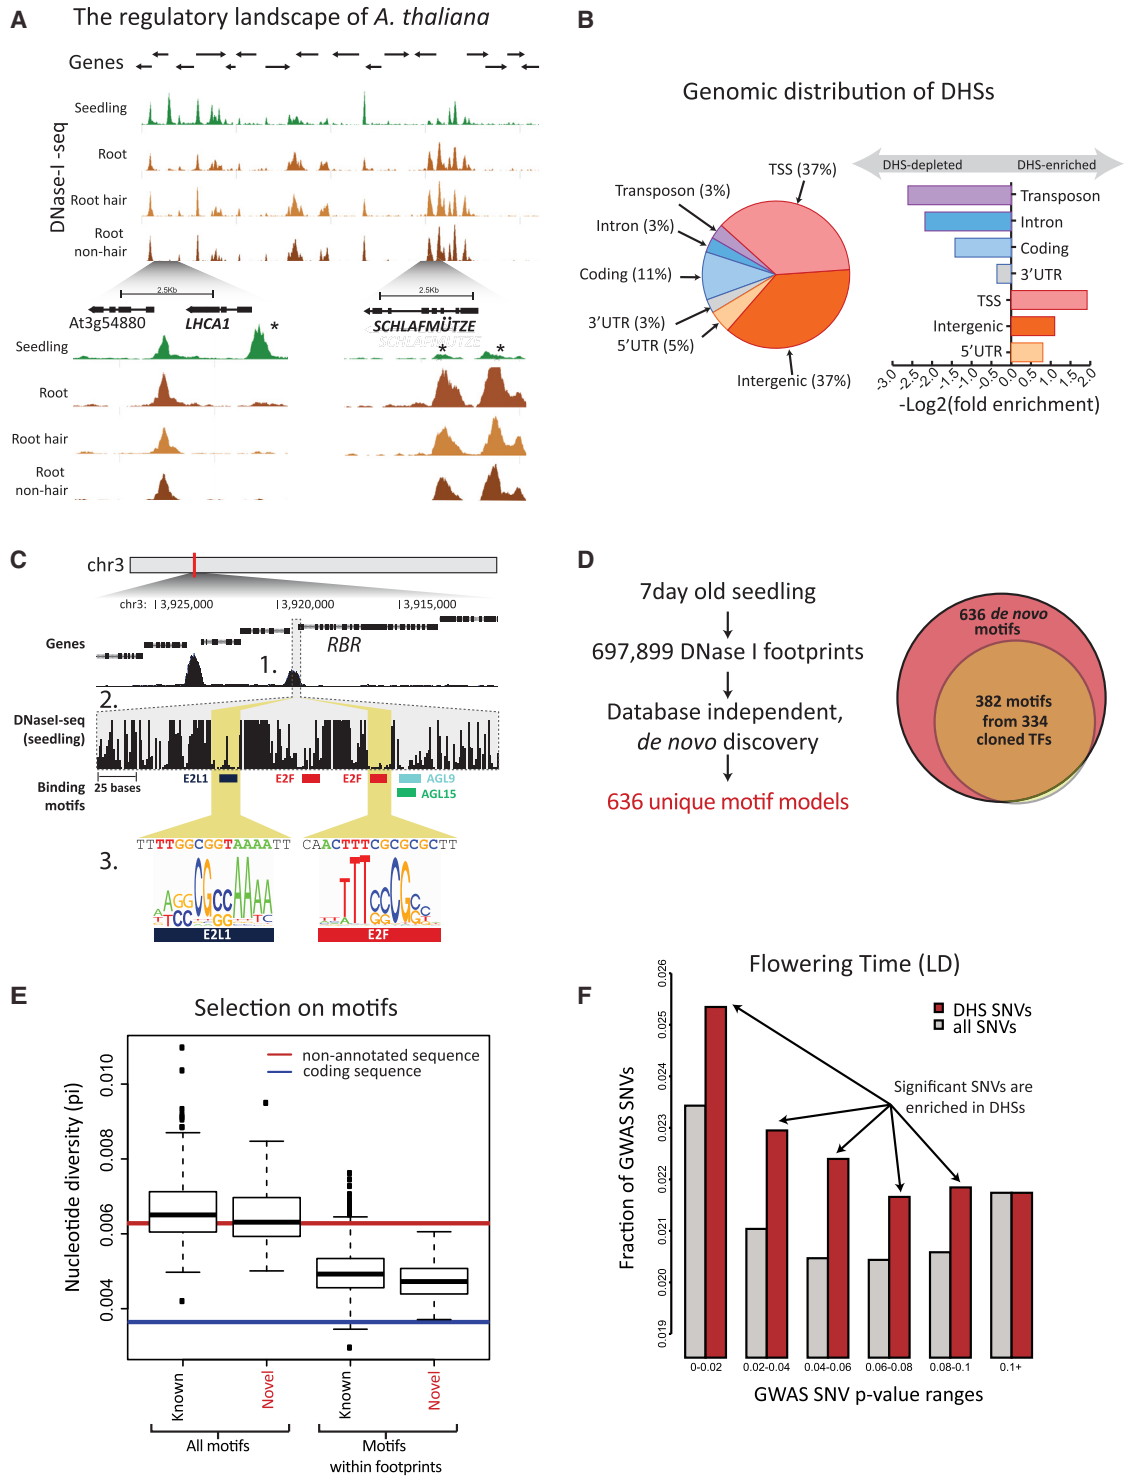 A
The regulatory landscape of A. thaliana
Genes
DNase-I -seq
Seedling
Root
Root hair
Root
non-hair
2.5Kb
2.5Kb
At3g54880
LHCA1
*
SCHLAFMÜTZE
SCHLAFMÜTZE
* *
Seedling
Root
Root hair
Root
non-hair
B
Genomic distribution of DHSs
TSS (37%)
Transposon (3%)
Intron (3%)
Coding (11%)
3'UTR (3%)
5'UTR (5%)
Intergenic (37%)
DHS-depleted
DHS-enriched
Transposon
Intron
Coding
3'UTR
TSS
Intergenic
5'UTR
-3.0 -2.5 -2.0 -1.5 -1.0 -0.5 0.0 0.5 1.0 1.5 2.0
-Log2(fold enrichment)
C
chr3
chr3: 3,925,000 3,920,000 3,915,000
Genes
RBR
1.
2.
DNaseI-seq
(seedling)
25 bases
Binding
motifs
E2L1
E2F
E2F
AGL9
AGL15
TTTTGGCGGTAAAATT
CAACTTTCGCGCGCTT
3.
E2L1
E2F
D
7day old seedling
697,899 DNase I footprints
Database independent,
de novo discovery
636 unique motif models
636 de novo
motifs
382 motifs
from 334
cloned TFs
E
Selection on motifs
non-annotated sequence
coding sequence
Nucleotide diversity (pi)
0.010
0.008
0.006
0.004
Known
Novel
Known
Novel
All motifs
Motifs
within footprints
F
Flowering Time (LD)
DHS SNVs
all SNVs
Significant SNVs are
enriched in DHSs
Fraction of GWAS SNVs
0.026
0.025
0.024
0.023
0.022
0.021
0.020
0.019
0-0.02 0.02-0.04 0.04-0.06 0.06-0.08 0.08-0.1 0.1+
GWAS SNV p-value ranges